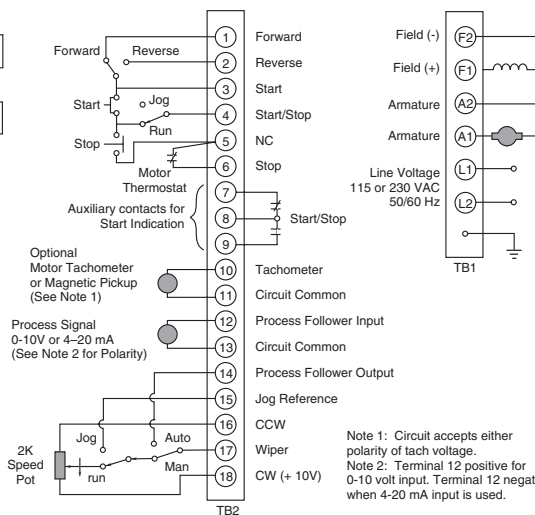 Forward
Reverse
Start
Jog
Run
Stop
Motor
Thermostat
Auxiliary contacts for
Start Indication
Optional
Motor Tachometer
or Magnetic Pickup
(See Note 1)
Process Signal
0-10V or 4–20 mA
(See Note 2 for Polarity)
Jog
Auto
2K
Speed
Pot
run
Man
1 Forward
2 Reverse
3 Start
4 Start/Stop
5 NC
6 Stop
7
8 Start/Stop
9
10 Tachometer
11 Circuit Common
12 Process Follower Input
13 Circuit Common
14 Process Follower Output
15 Jog Reference
16 CCW
17 Wiper
18 CW (+ 10V)
TB2
Field (-) F2
Field (+) F1
Armature A2
Armature A1
Line Voltage
115 or 230 VAC
50/60 Hz
L1
L2
TB1
Note 1: Circuit accepts either
polarity of tach voltage.
Note 2: Terminal 12 positive for
0-10 volt input. Terminal 12 negat
when 4-20 mA input is used.